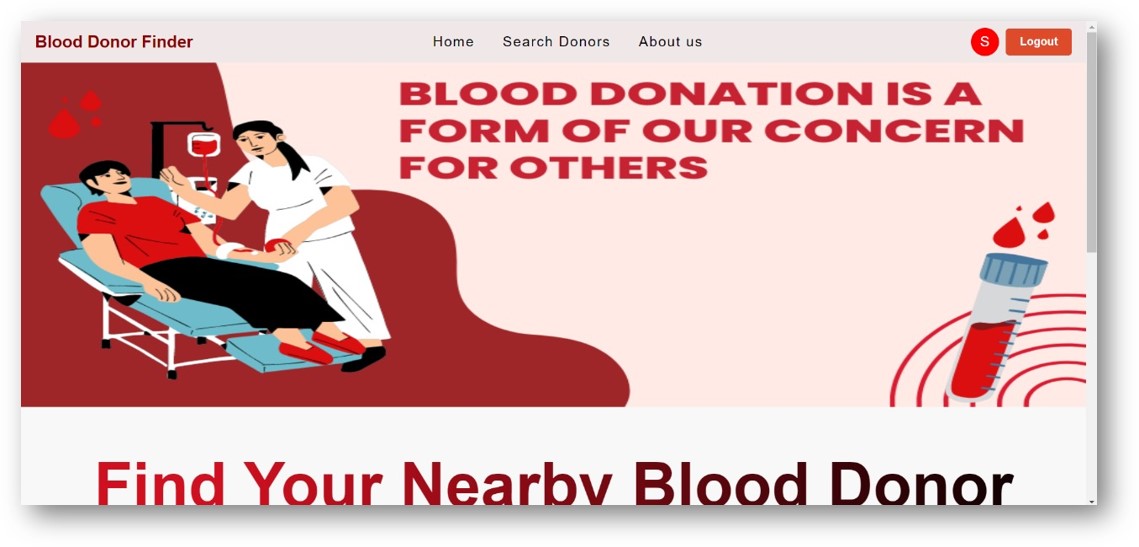 Blood Donor Finder
Home
Search Donors
About us
S
Logout
BLOOD DONATION IS A
FORM OF OUR CONCERN
FOR OTHERS
Find Your Nearby Blood Donor